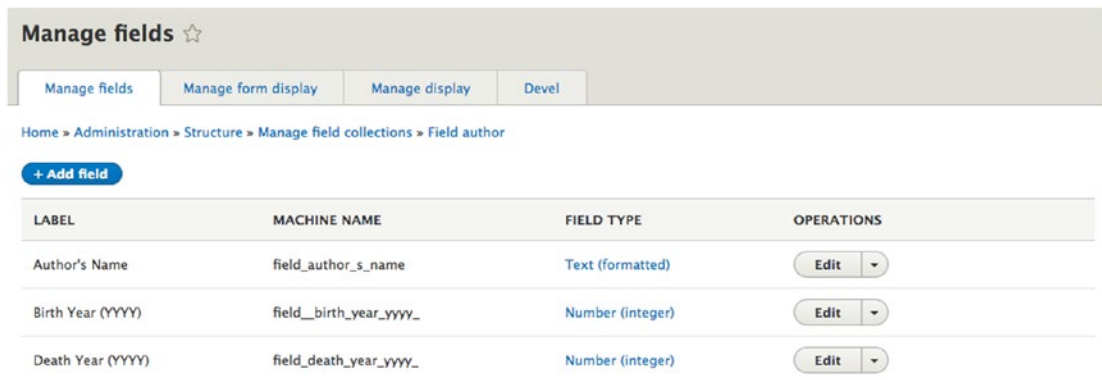 Manage fields
Manage fields Manage form display Manage display Devel
Home » Administration » Structure » Manage field collections » Field author
+ Add field
LABEL MACHINE NAME FIELD TYPE OPERATIONS
Author's Name field_author_s_name Text (formatted) Edit
Birth Year (YYYY) field__birth_year_yyyy_ Number (integer) Edit
Death Year (YYYY) field_death_year_yyyy_ Number (integer) Edit